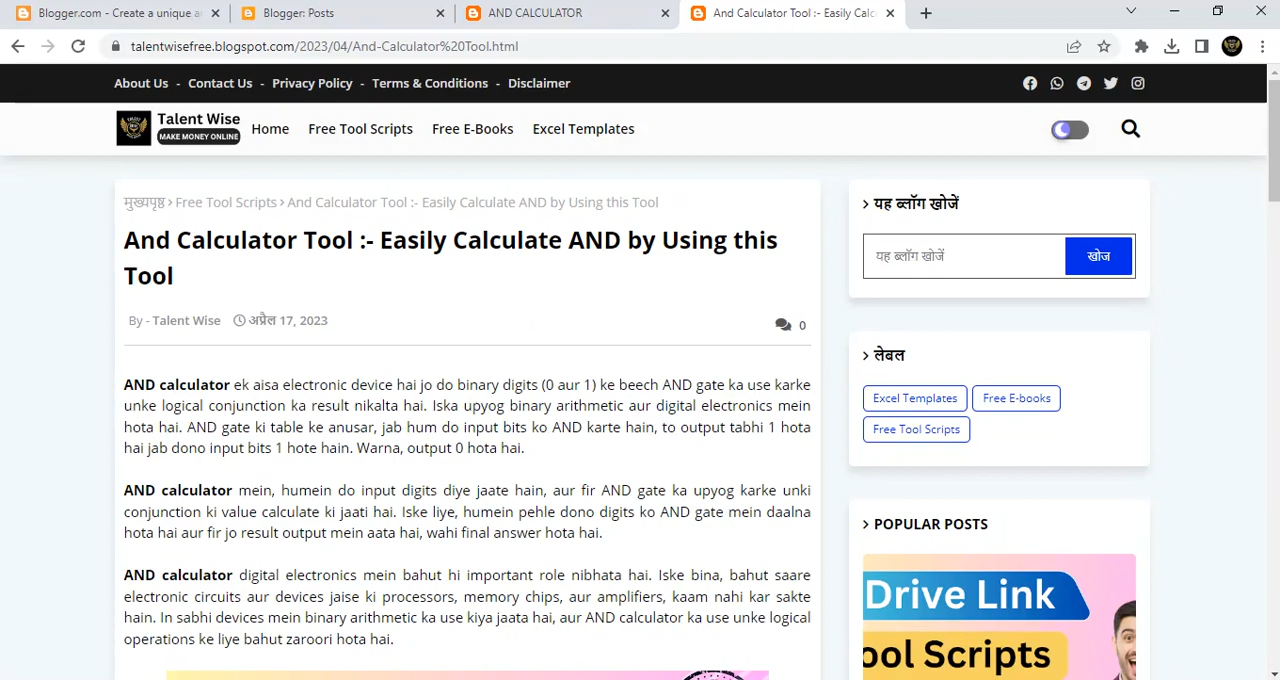 Blogger.com - Create a unique a
Blogger: Posts
AND CALCULATOR
And Calculator Tool :- Easily Calc
talentwisefree.blogspot.com/2023/04/And-Calculator%20Tool.html
About Us - Contact Us - Privacy Policy - Terms & Conditions - Disclaimer
Talent Wise
MAKE MONEY ONLINE
Home Free Tool Scripts Free E-Books Excel Templates
मुख्यपृष्ठ › Free Tool Scripts › And Calculator Tool :- Easily Calculate AND by Using this Tool
And Calculator Tool :- Easily Calculate AND by Using this
Tool
By - Talent Wise अप्रैल 17, 2023
0
AND calculator ek aisa electronic device hai jo do binary digits (0 aur 1) ke beech AND gate ka use karke
unke logical conjunction ka result nikalta hai. Iska upyog binary arithmetic aur digital electronics mein
hota hai. AND gate ki table ke anusar, jab hum do input bits ko AND karte hain, to output tabhi 1 hota
hai jab dono input bits 1 hote hain. Warna, output 0 hota hai.
AND calculator mein, humein do input digits diye jaate hain, aur fir AND gate ka upyog karke unki
conjunction ki value calculate ki jaati hai. Iske liye, humein pehle dono digits ko AND gate mein daalna
hota hai aur fir jo result output mein aata hai, wahi final answer hota hai.
AND calculator digital electronics mein bahut hi important role nibhata hai. Iske bina, bahut saare
electronic circuits aur devices jaise ki processors, memory chips, aur amplifiers, kaam nahi kar sakte
hain. In sabhi devices mein binary arithmetic ka use kiya jaata hai, aur AND calculator ka use unke logical
operations ke liye bahut zaroori hota hai.
› यह ब्लॉग खोजें
यह ब्लॉग खोजें
खोज
› लेबल
Excel Templates
Free E-books
Free Tool Scripts
› POPULAR POSTS
Drive Link
ool Scripts